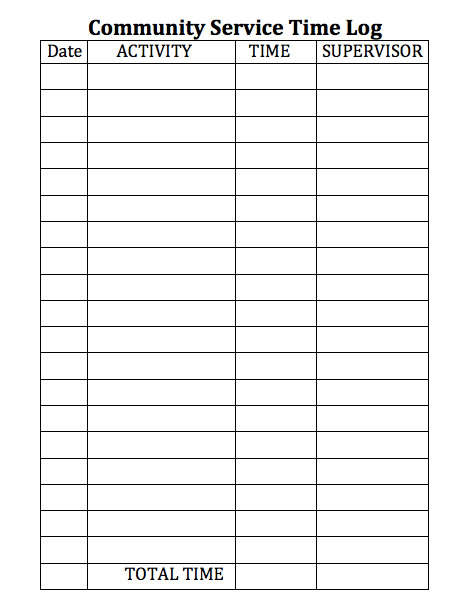 Community Service Time Log
Date ACTIVITY TIME SUPERVISOR
TOTAL TIME